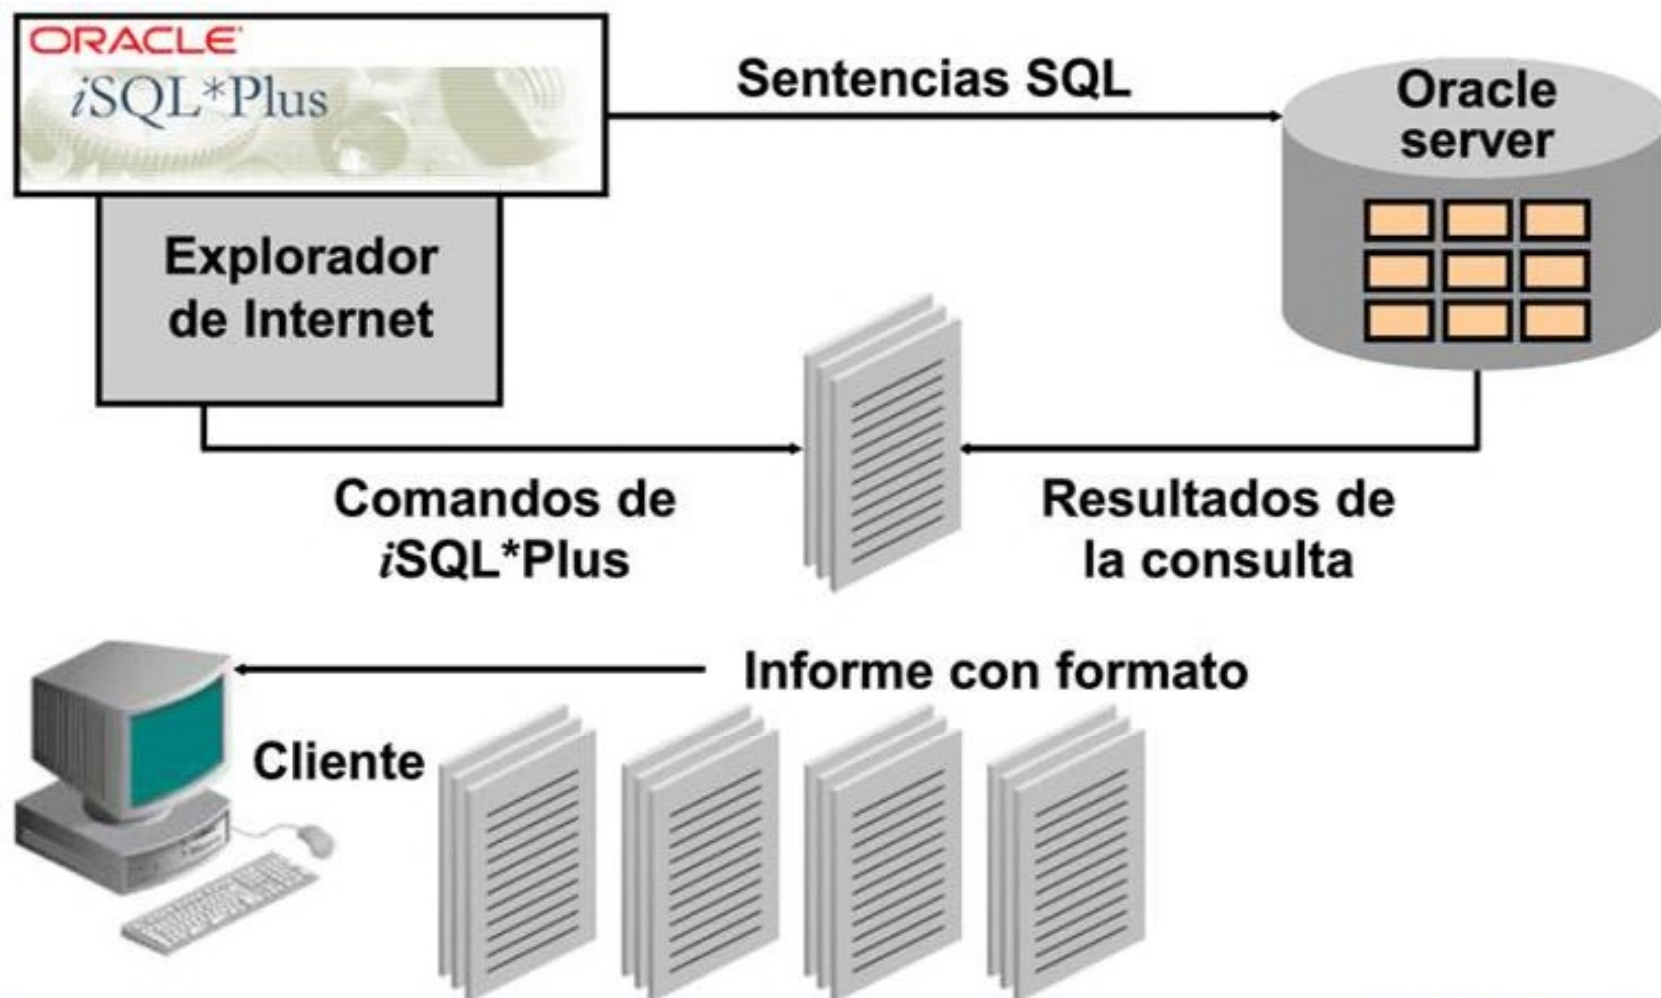 ORACLE
iSQL*Plus
Sentencias SQL
Oracle
server
Explorador
de Internet
Comandos de
iSQL*Plus
Resultados de
la consulta
Informe con formato
Cliente